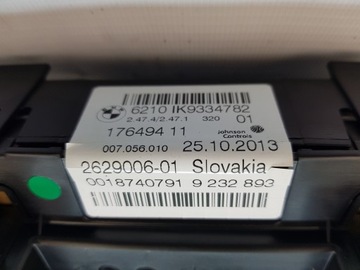 6210 IK9334782
2.47.4/2.47.1 320 01
17649411 Johnson Controls
007.056.010 25.10.2013
2629006-01 Slovakia
0018740791 9 232 893